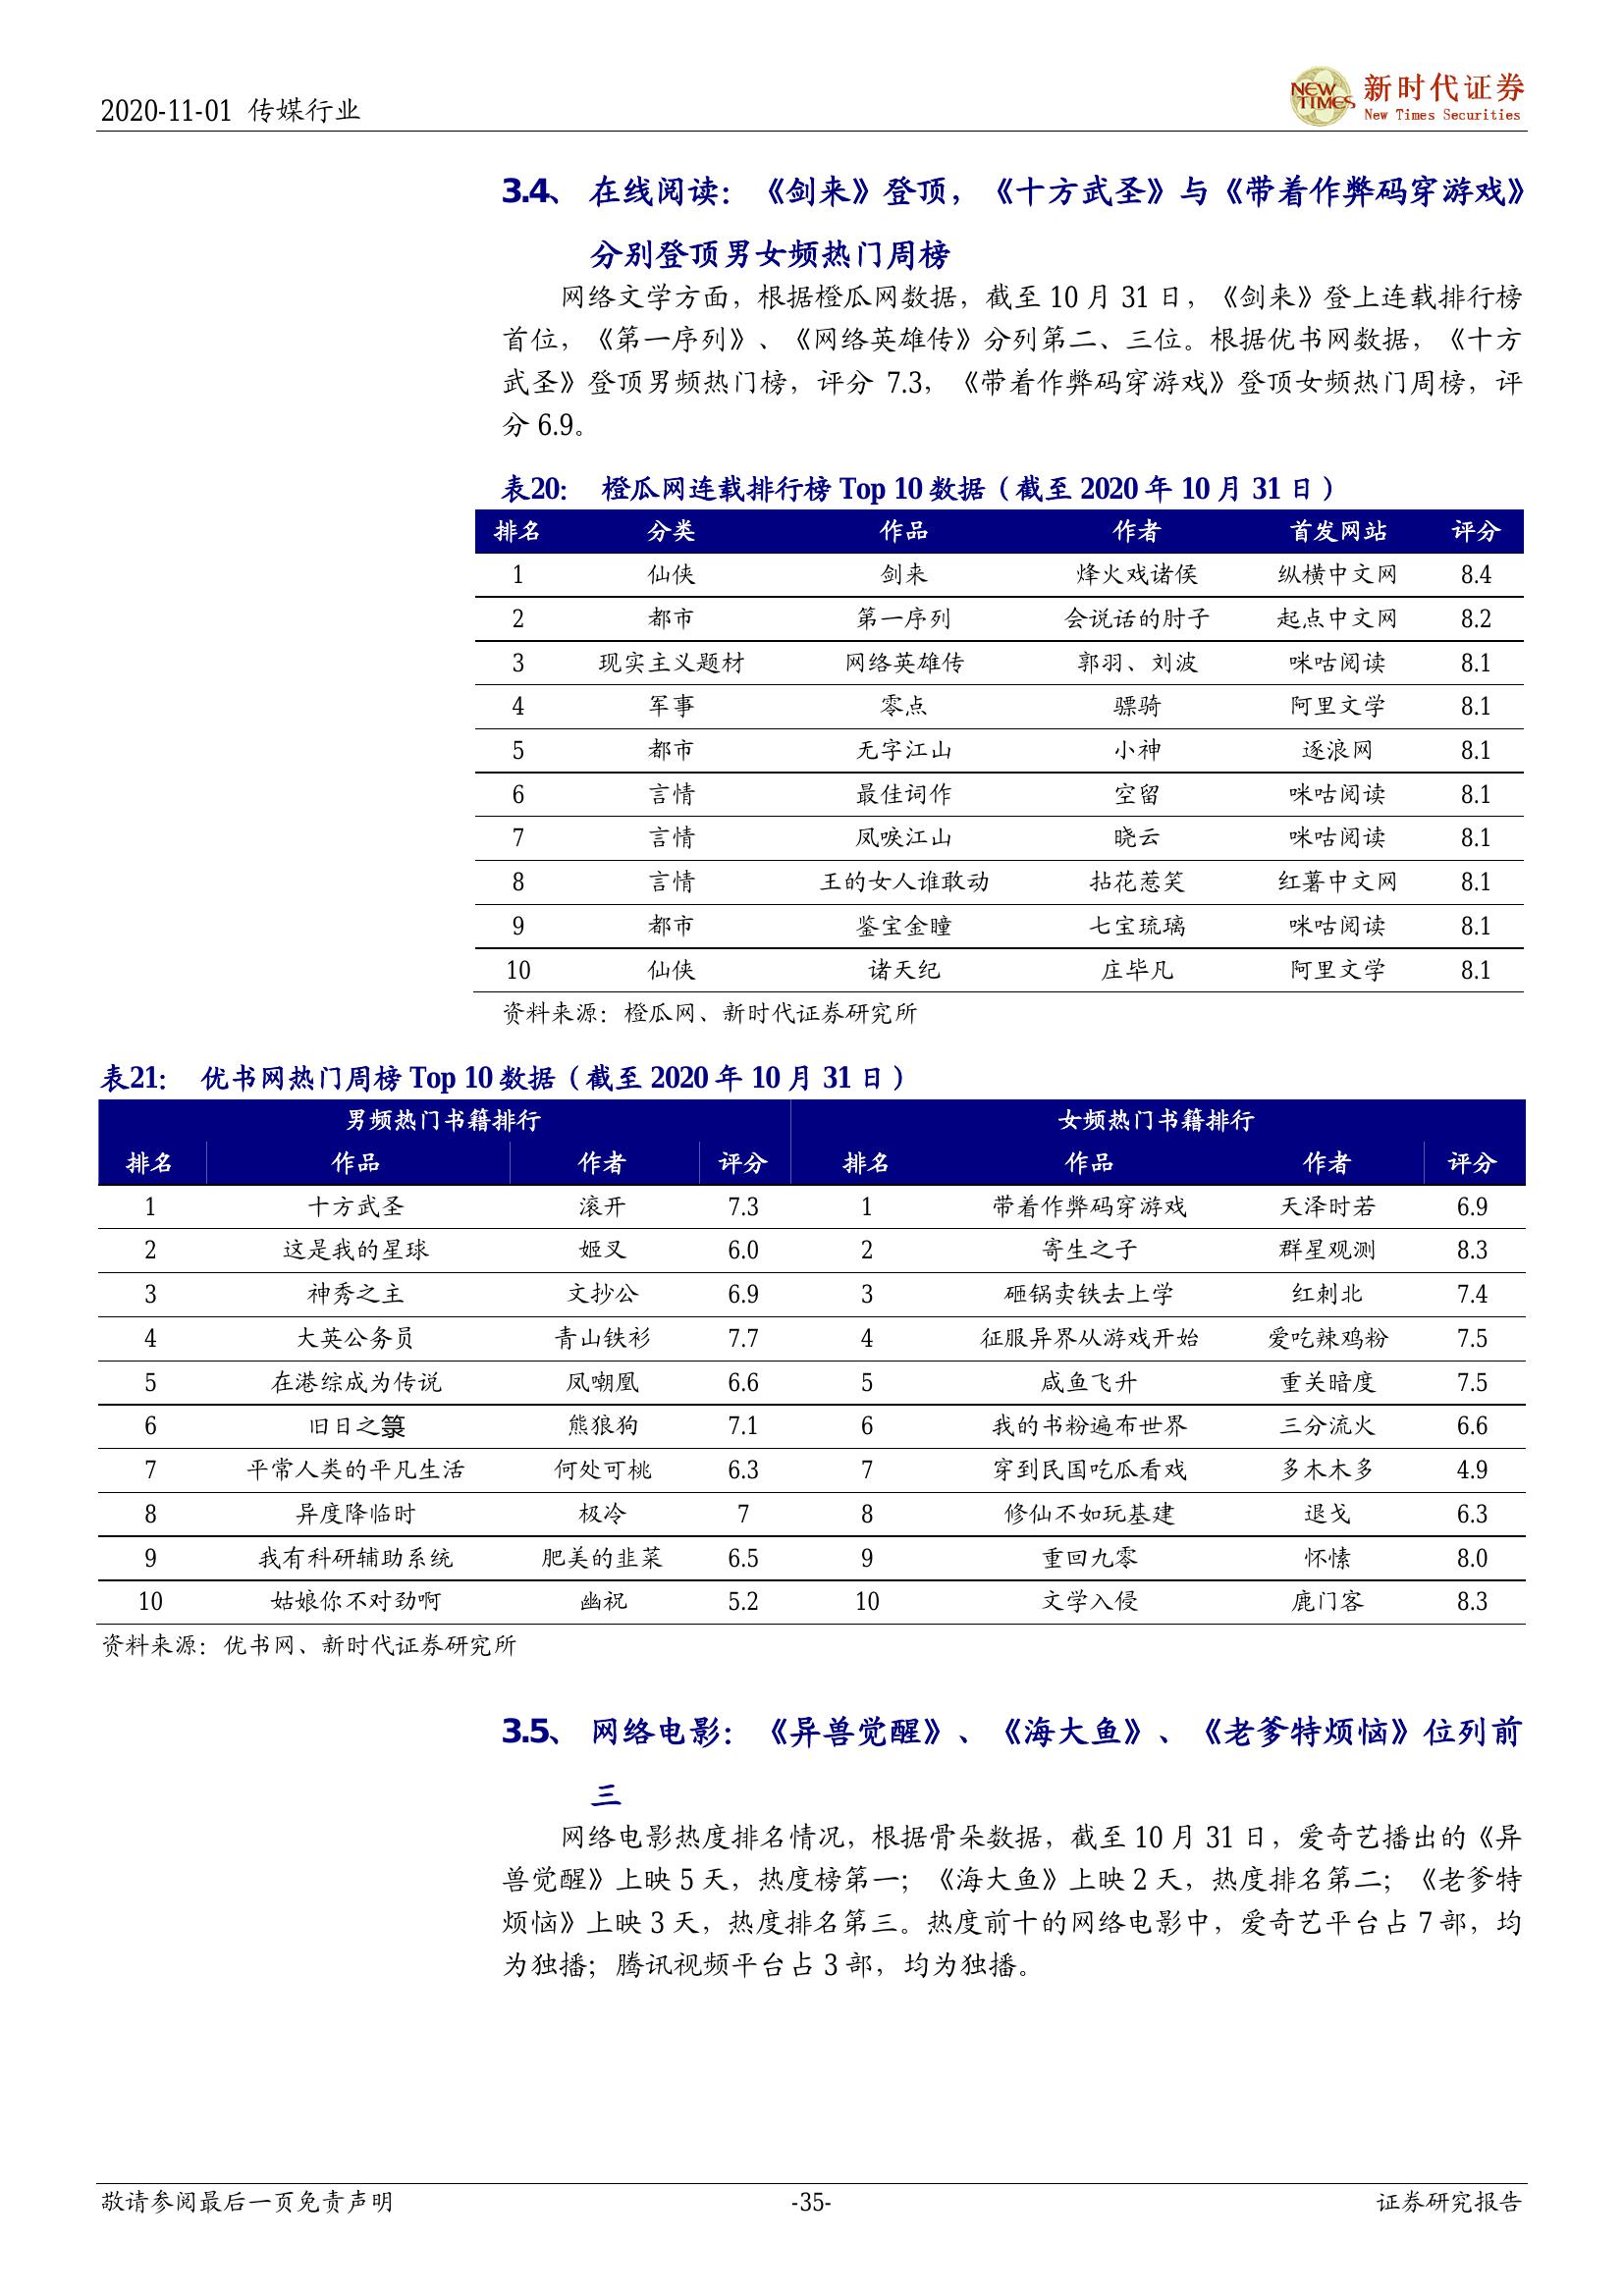 2020-11-01 传媒行业
NEW TIMES
新时代证券
New Times Securities
3.4、 在线阅读：《剑来》登顶，《十方武圣》与《带着作弊码穿游戏》
分别登顶男女频热门周榜
网络文学方面，根据橙瓜网数据，截至 10 月 31 日，《剑来》登上连载排行榜
首位，《第一序列》、《网络英雄传》分列第二、三位。根据优书网数据，《十方
武圣》登顶男频热门榜，评分 7.3，《带着作弊码穿游戏》登顶女频热门周榜，评
分 6.9。
表20： 橙瓜网连载排行榜 Top 10 数据（截至 2020 年 10 月 31 日）
排名 分类 作品 作者 首发网站 评分
1 仙侠 剑来 烽火戏诸侯 纵横中文网 8.4
2 都市 第一序列 会说话的肘子 起点中文网 8.2
3 现实主义题材 网络英雄传 郭羽、刘波 咪咕阅读 8.1
4 军事 零点 骠骑 阿里文学 8.1
5 都市 无字江山 小神 逐浪网 8.1
6 言情 最佳词作 空留 咪咕阅读 8.1
7 言情 凤唳江山 晓云 咪咕阅读 8.1
8 言情 王的女人谁敢动 拈花惹笑 红薯中文网 8.1
9 都市 鉴宝金瞳 七宝琉璃 咪咕阅读 8.1
10 仙侠 诸天纪 庄毕凡 阿里文学 8.1
资料来源：橙瓜网、新时代证券研究所
表21： 优书网热门周榜 Top 10 数据（截至 2020 年 10 月 31 日）
男频热门书籍排行 女频热门书籍排行
排名 作品 作者 评分 排名 作品 作者 评分
1 十方武圣 滚开 7.3 1 带着作弊码穿游戏 天泽时若 6.9
2 这是我的星球 姬叉 6.0 2 寄生之子 群星观测 8.3
3 神秀之主 文抄公 6.9 3 砸锅卖铁去上学 红刺北 7.4
4 大英公务员 青山铁衫 7.7 4 征服异界从游戏开始 爱吃辣鸡粉 7.5
5 在港综成为传说 凤嘲凰 6.6 5 咸鱼飞升 重关暗度 7.5
6 旧日之箓 熊狼狗 7.1 6 我的书粉遍布世界 三分流火 6.6
7 平常人类的平凡生活 何处可桃 6.3 7 穿到民国吃瓜看戏 多木木多 4.9
8 异度降临时 极冷 7 8 修仙不如玩基建 退戈 6.3
9 我有科研辅助系统 肥美的韭菜 6.5 9 重回九零 怀愫 8.0
10 姑娘你不对劲啊 幽祝 5.2 10 文学入侵 鹿门客 8.3
资料来源：优书网、新时代证券研究所
3.5、 网络电影：《异兽觉醒》、《海大鱼》、《老爹特烦恼》位列前
三
网络电影热度排名情况，根据骨朵数据，截至 10 月 31 日，爱奇艺播出的《异
兽觉醒》上映 5 天，热度榜第一；《海大鱼》上映 2 天，热度排名第二；《老爹特
烦恼》上映 3 天，热度排名第三。热度前十的网络电影中，爱奇艺平台占 7 部，均
为独播；腾讯视频平台占 3 部，均为独播。
敬请参阅最后一页免责声明 -35- 证券研究报告